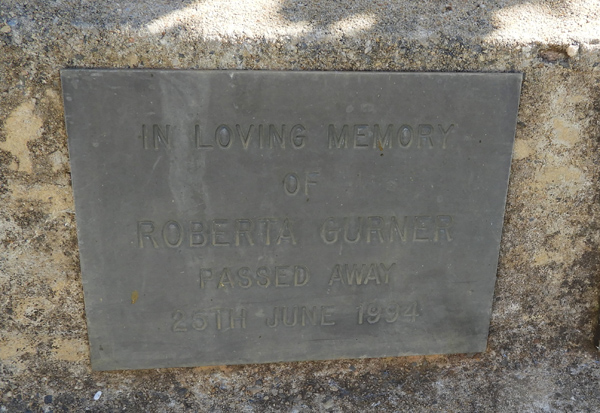 IN LOVING MEMORY
OF
ROBERTA GURNER
PASSED AWAY
25TH JUNE 1994